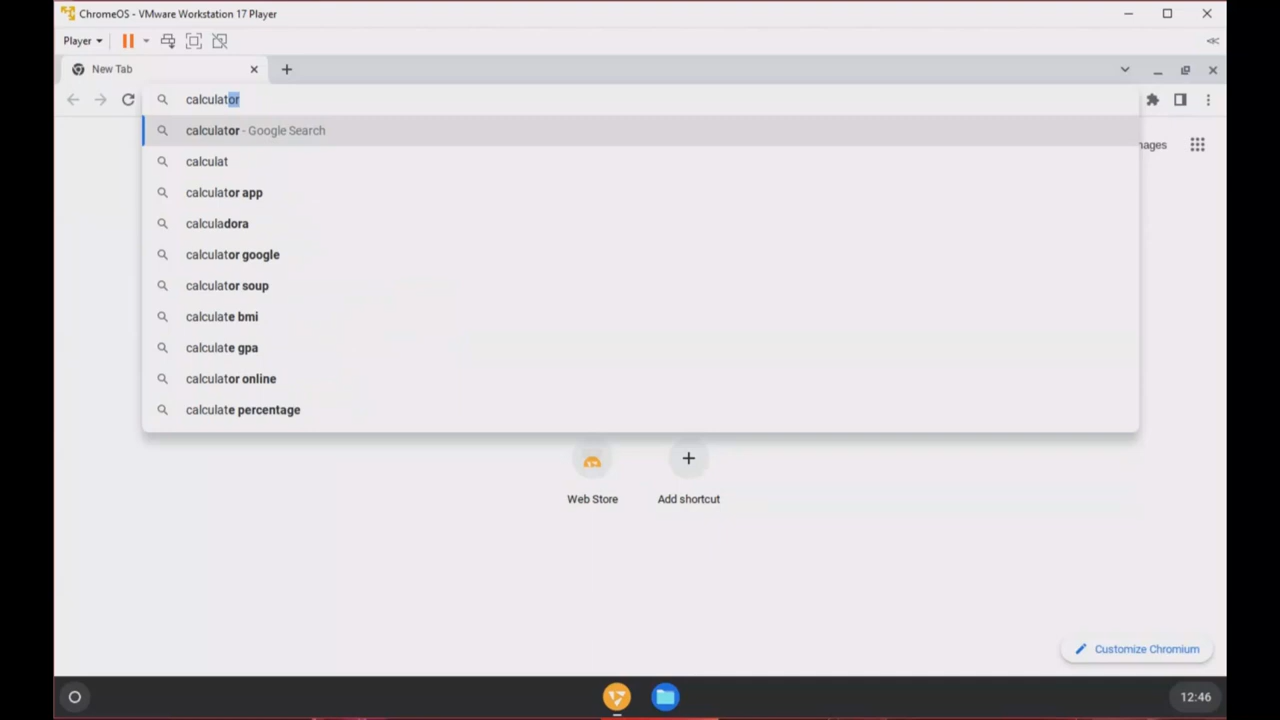 ChromeOS - VMware Workstation 17 Player
Player
New Tab
calculator
calculator - Google Search
calculat
calculator app
calculadora
calculator google
calculator soup
calculate bmi
calculate gpa
calculator online
calculate percentage
Web Store
Add shortcut
Customize Chromium
12:46